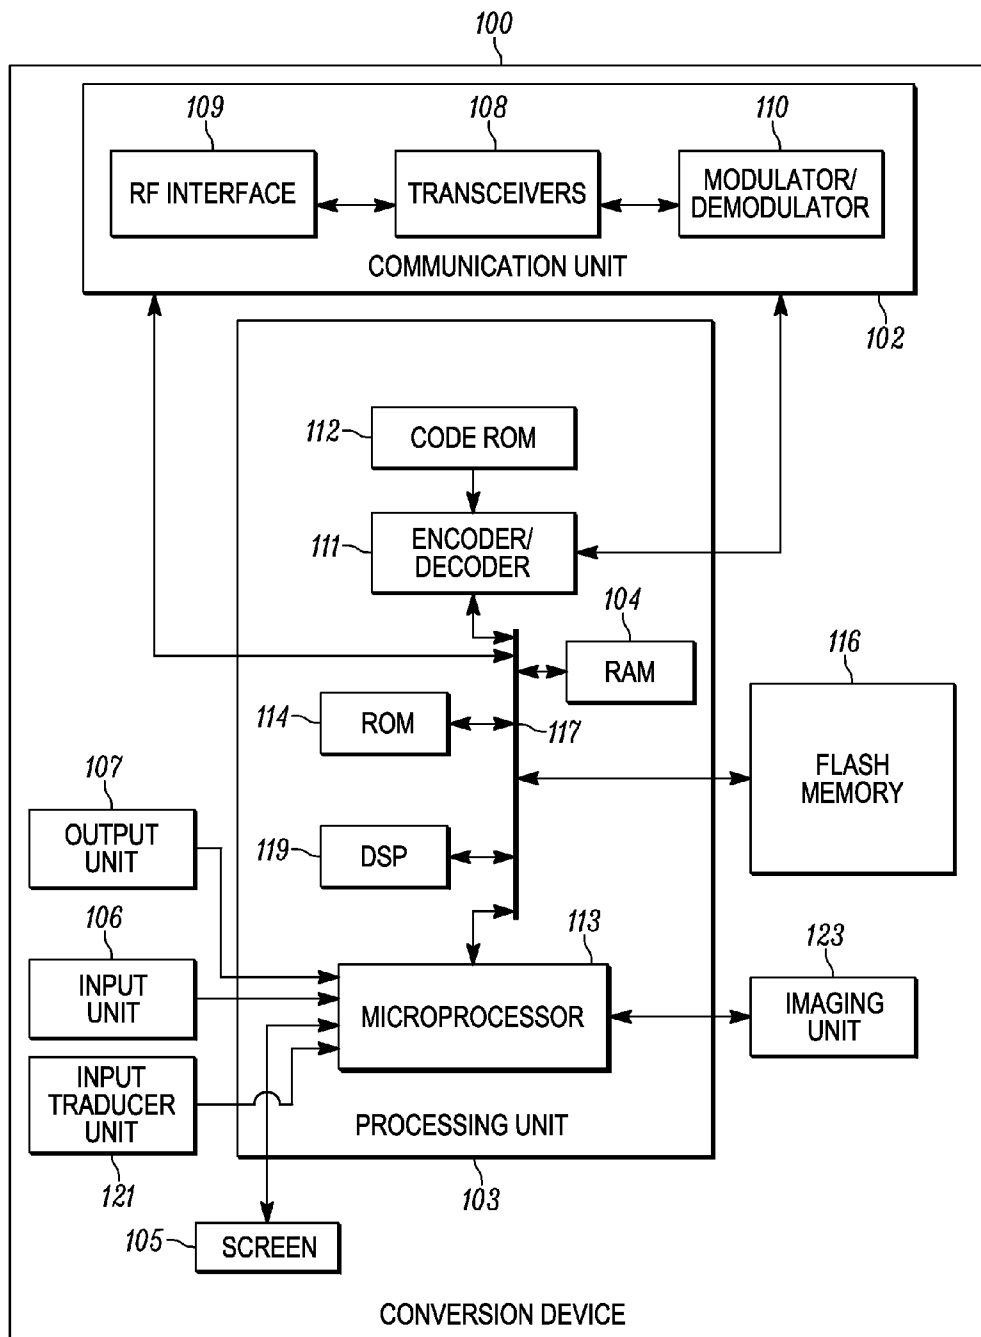 100
109
108
110
RF INTERFACE
TRANSCEIVERS
MODULATOR/
DEMODULATOR
COMMUNICATION UNIT
102
112
CODE ROM
111
ENCODER/
DECODER
104
RAM
116
114
ROM
117
FLASH
MEMORY
107
OUTPUT
UNIT
119
DSP
106
INPUT
UNIT
113
MICROPROCESSOR
123
IMAGING
UNIT
INPUT
TRADUCER
UNIT
121
PROCESSING UNIT
103
105
SCREEN
CONVERSION DEVICE